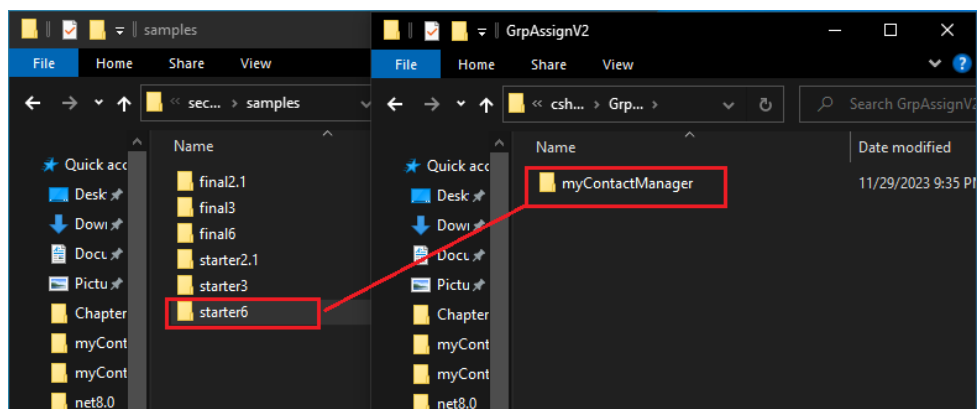 samples
File Home Share View
sec... > samples
Name
Quick acc
Desk
Dowi
Docu
Pictu
Chapter
myCont
myCont
net8.0
final2.1
final3
final6
starter2.1
starter3
starter6
GrpAssignV2
File Home Share View
« csh... > Grp... >
Search GrpAssignV2
Name Date modified
Quick acc
Desk
Dowi
Docu
Pictu
Chapter
myCont
myCont
net8.0
myContactManager 11/29/2023 9:35 PM